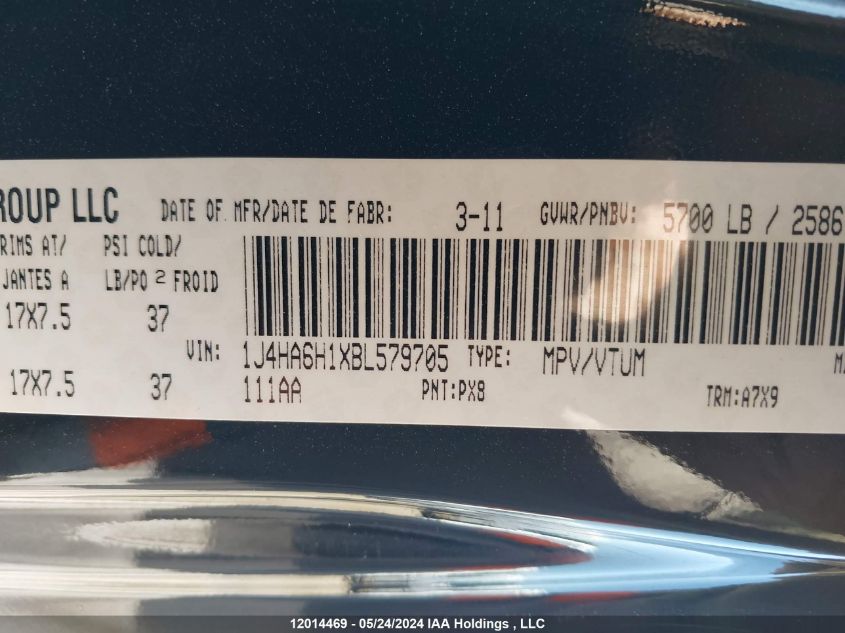 ROUP LLC DATE OF MFR/DATE DE FABR: 3-11 GVWR/PNBV: 5700 LB / 2586
RIMS AT/ PSI COLD/
JANTES A LB/PO 2 FROID
17X7.5 37
VIN: 1J4HA6H1XBL579705 TYPE: MPV/VTUM
17X7.5 37 111AA PNT:PX8 TRM:A7X9
12014469 - 05/24/2024 IAA Holdings , LLC